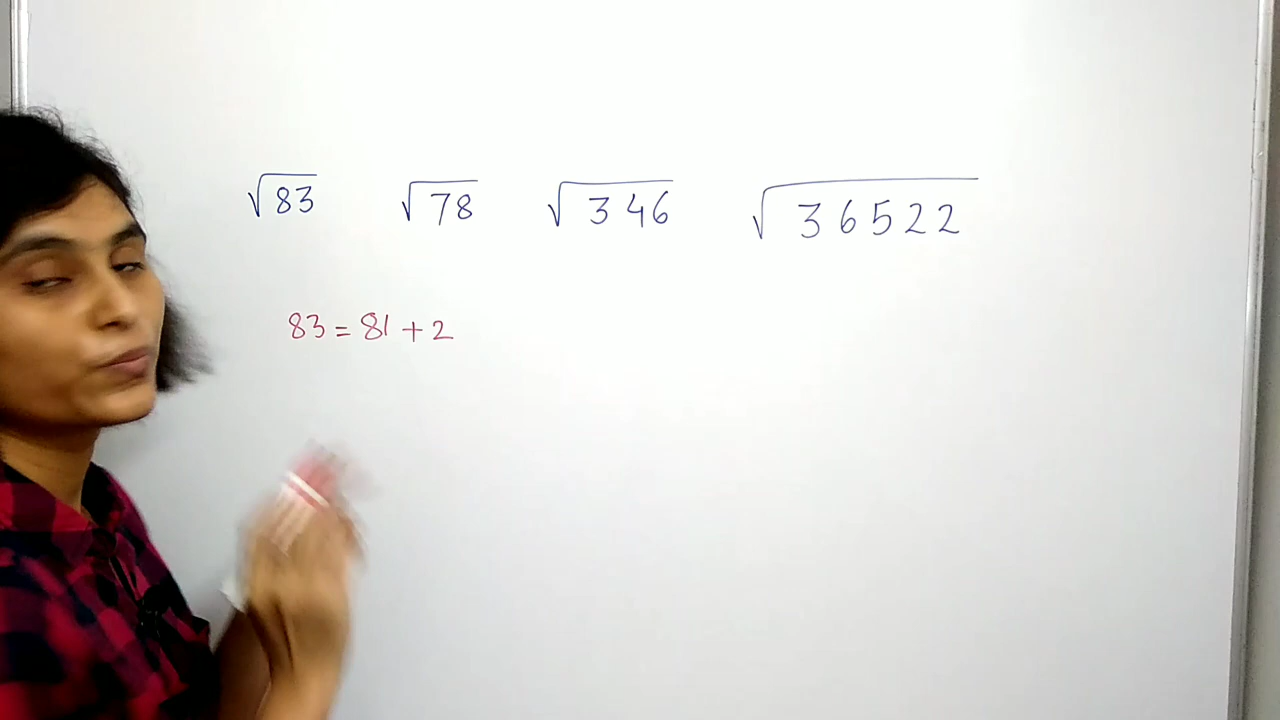 √83 √78 √346 √36522
83 = 81 + 2